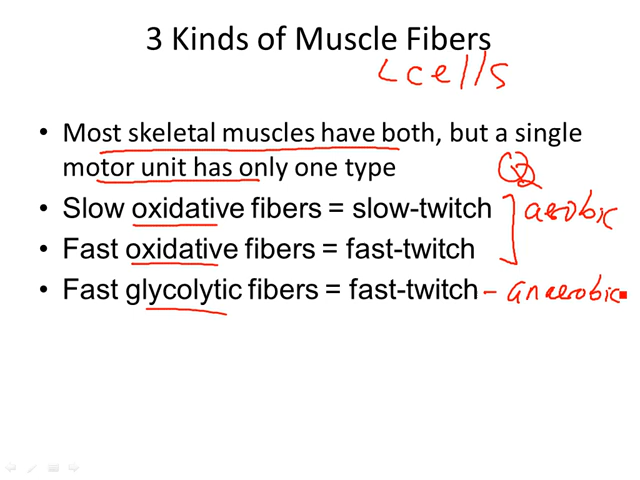 3 Kinds of Muscle Fibers
cells
• Most skeletal muscles have both, but a single
motor unit has only one type
• Slow oxidative fibers = slow-twitch
aerobic
• Fast oxidative fibers = fast-twitch
• Fast glycolytic fibers = fast-twitch - anaerobic